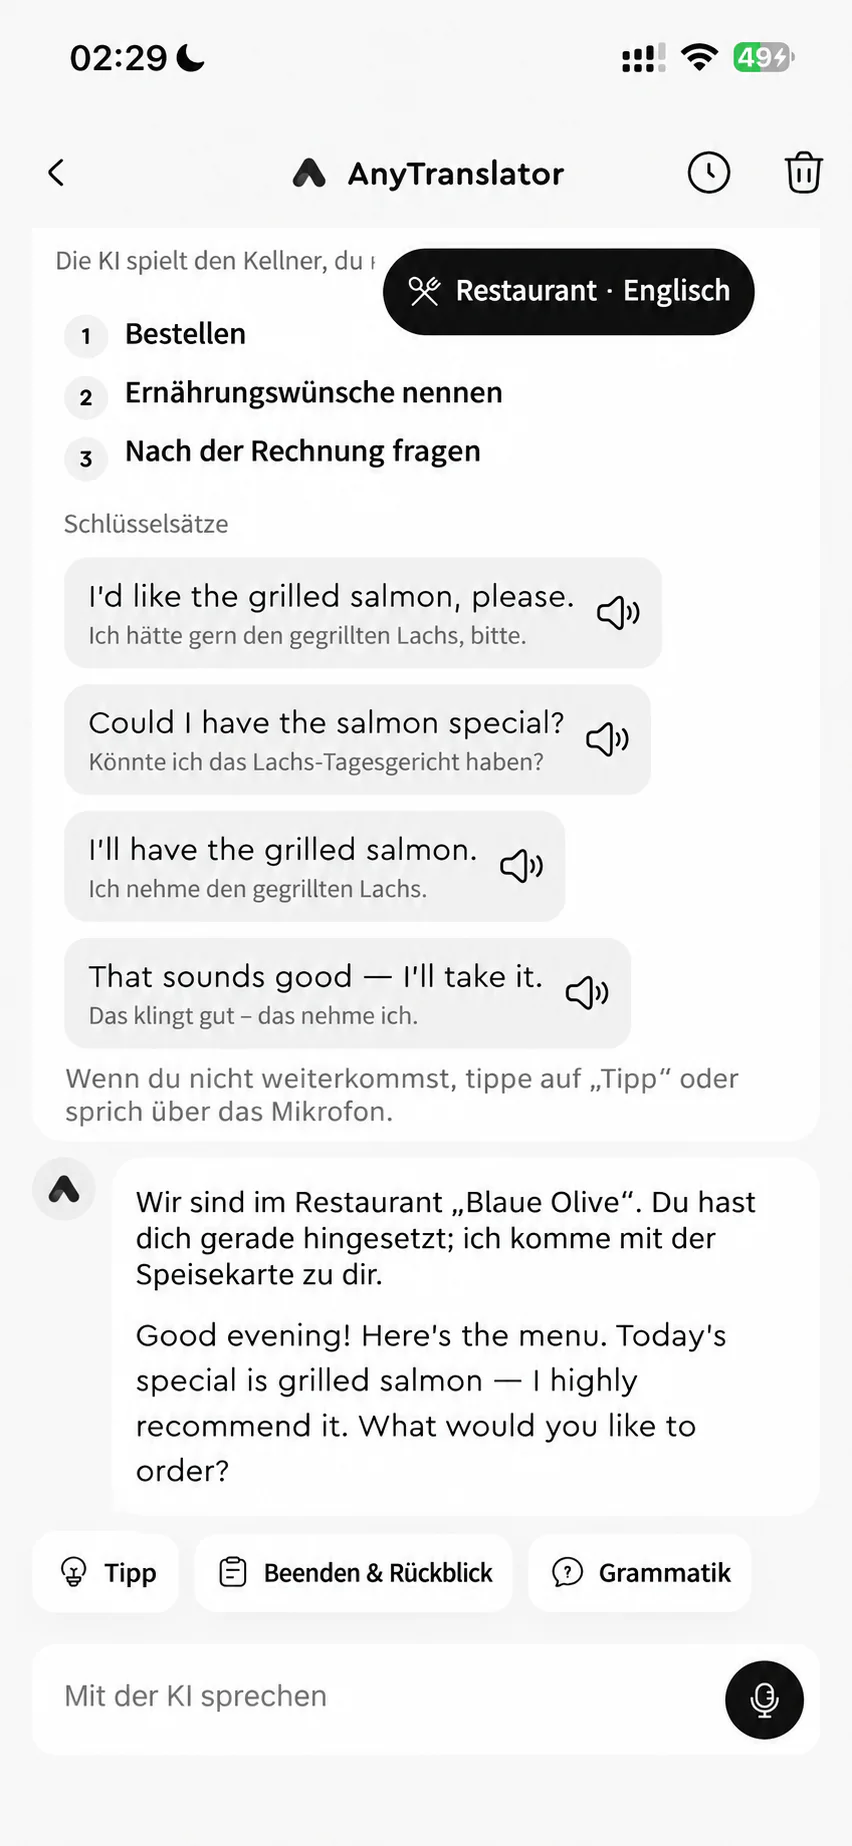 02:29
49
AnyTranslator
Die KI spielt den Kellner, du
Restaurant · Englisch
1 Bestellen
2 Ernährungswünsche nennen
3 Nach der Rechnung fragen
Schlüsselsätze
I'd like the grilled salmon, please.
Ich hätte gern den gegrillten Lachs, bitte.
Could I have the salmon special?
Könnte ich das Lachs-Tagesgericht haben?
I'll have the grilled salmon.
Ich nehme den gegrillten Lachs.
That sounds good — I'll take it.
Das klingt gut – das nehme ich.
Wenn du nicht weiterkommst, tippe auf „Tipp“ oder
sprich über das Mikrofon.
Wir sind im Restaurant „Blaue Olive“. Du hast
dich gerade hingesetzt; ich komme mit der
Speisekarte zu dir.
Good evening! Here's the menu. Today's
special is grilled salmon — I highly
recommend it. What would you like to
order?
Tipp
Beenden & Rückblick
Grammatik
Mit der KI sprechen